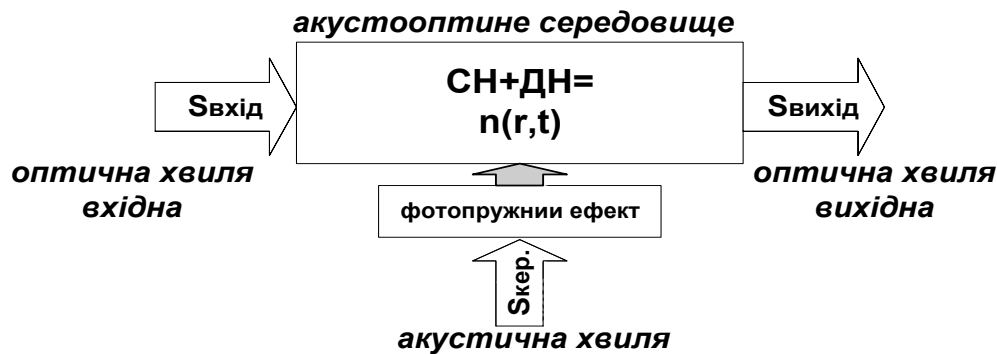 акустооптине середовище
СН+ДН=
n(r,t)
Sвхід
Sвихід
оптична хвиля
вхідна
оптична хвиля
вихідна
фотопружнии ефект
Sкер.
акустична хвиля